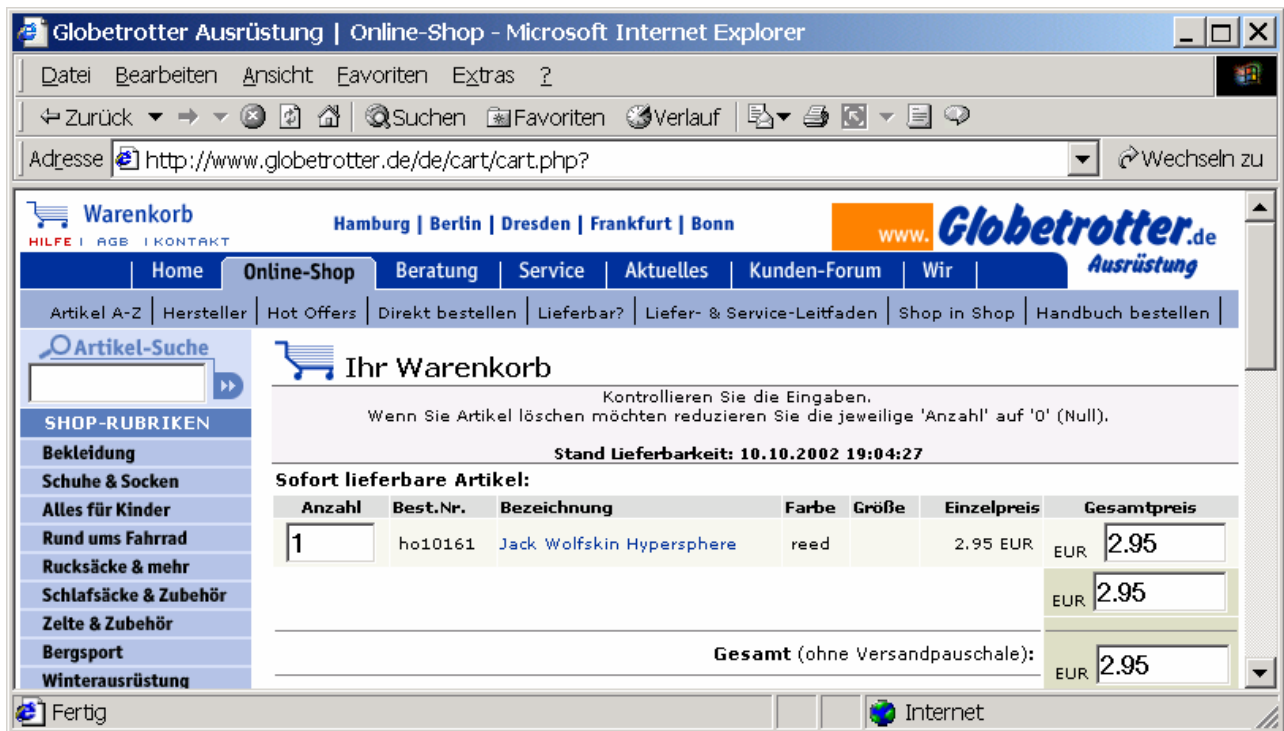 Globetrotter Ausrüstung | Online-Shop - Microsoft Internet Explorer
Datei Bearbeiten Ansicht Favoriten Extras ?
Zurück Suchen Favoriten Verlauf
Adresse http://www.globetrotter.de/de/cart/cart.php? Wechseln zu
Warenkorb
HILFE | AGB | KONTAKT
Hamburg | Berlin | Dresden | Frankfurt | Bonn
www. Globetrotter.de
Ausrüstung
Home | Online-Shop | Beratung | Service | Aktuelles | Kunden-Forum | Wir |
Artikel A-Z | Hersteller | Hot Offers | Direkt bestellen | Lieferbar? | Liefer- & Service-Leitfaden | Shop in Shop | Handbuch bestellen |
Artikel-Suche
SHOP-RUBRIKEN
Bekleidung
Schuhe & Socken
Alles für Kinder
Rund ums Fahrrad
Rucksäcke & mehr
Schlafsäcke & Zubehör
Zelte & Zubehör
Bergsport
Winterausrüstung
Ihr Warenkorb
Kontrollieren Sie die Eingaben.
Wenn Sie Artikel löschen möchten reduzieren Sie die jeweilige 'Anzahl' auf '0' (Null).
Stand Lieferbarkeit: 10.10.2002 19:04:27
Sofort lieferbare Artikel:
Anzahl Best.Nr. Bezeichnung Farbe Größe Einzelpreis Gesamtpreis
1 ho10161 Jack Wolfskin Hypersphere reed 2.95 EUR EUR 2.95
EUR 2.95
Gesamt (ohne Versandpauschale): EUR 2.95
Fertig Internet